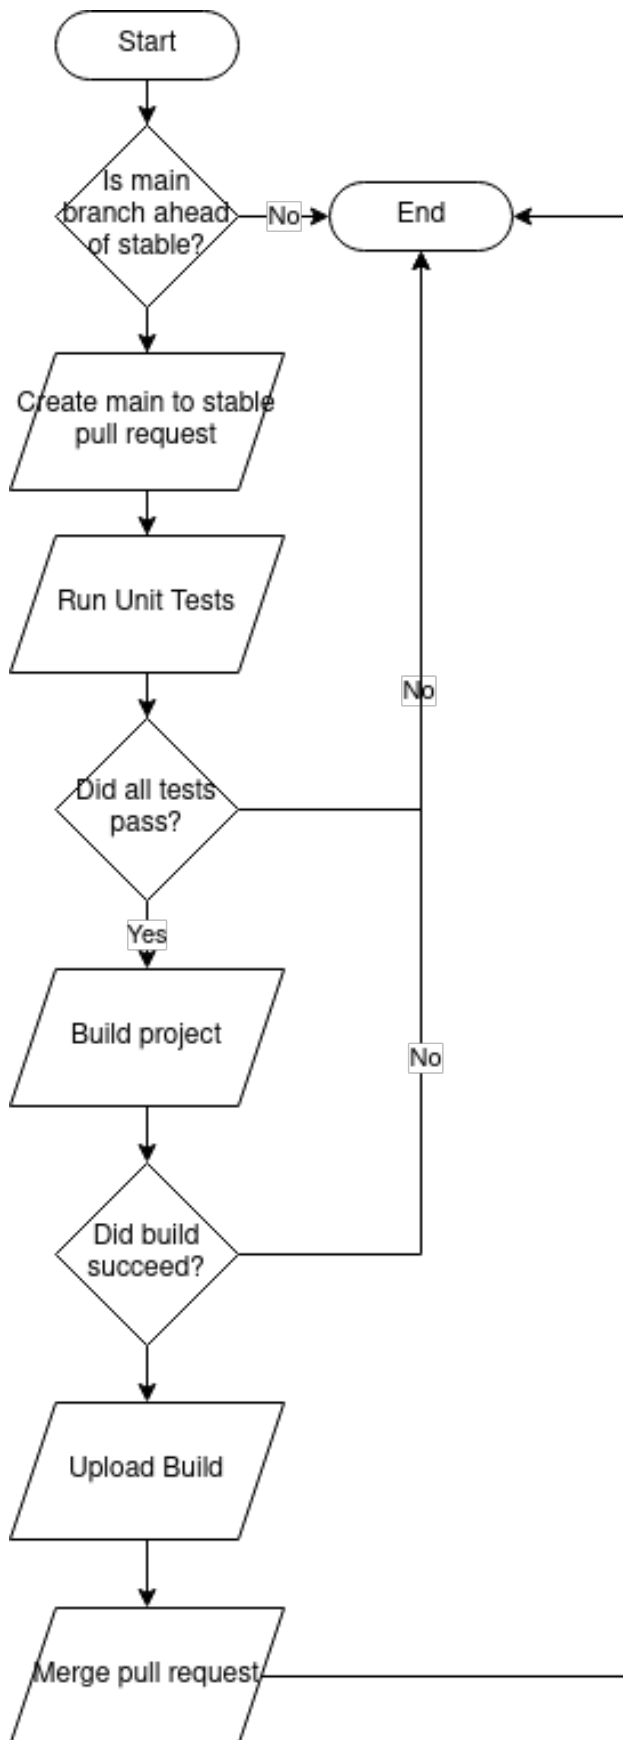 Start
Is main
branch ahead
of stable?
No
End
Create main to stable
pull request
Run Unit Tests
No
Did all tests
pass?
Yes
Build project
No
Did build
succeed?
Upload Build
Merge pull request